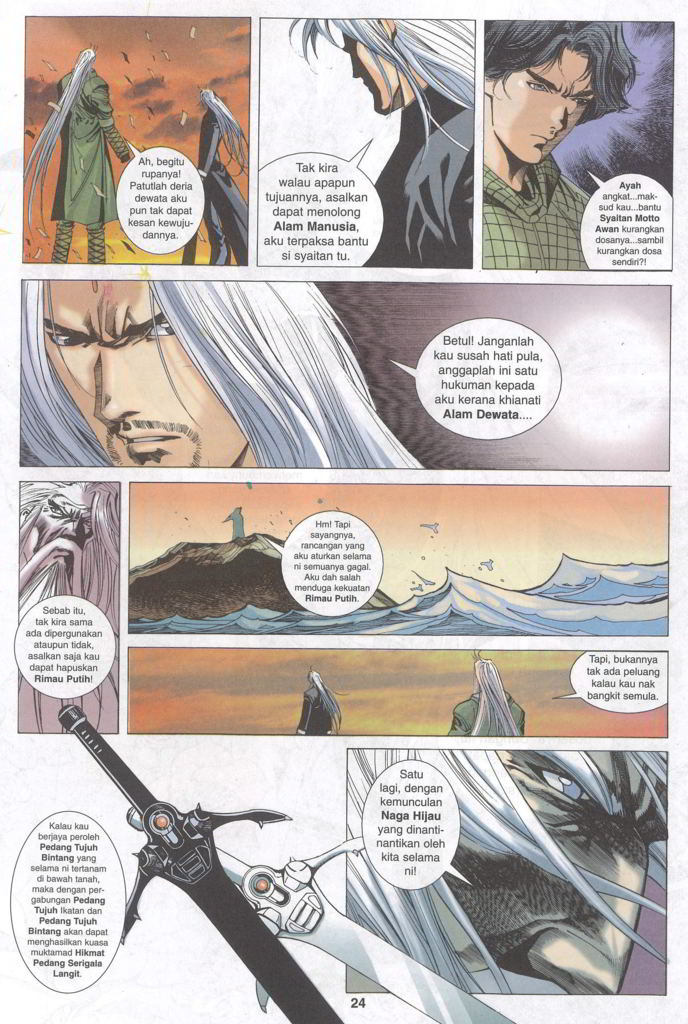 Ah, begitu
rupanya!
Patutlah deria
dewata aku
pun tak dapat
kesan kewuju-
dannya.
Tak kira
walau apapun
tujuannya, asalkan
dapat menolong
Alam Manusia,
aku terpaksa bantu
si syaitan tu.
Ayah
angkat...mak-
sud kau...bantu
Syaitan Motto
Awan kurangkan
dosanya...sambil
kurangkan dosa
sendiri?!
Betul! Janganlah
kau susah hati pula,
anggaplah ini satu
hukuman kepada
aku kerana khianati
Alam Dewata....
Sebab itu,
tak kira sama
ada dipergunakan
ataupun tidak,
asalkan saja kau
dapat hapuskan
Rimau Putih!
Hm! Tapi
sayangnya,
rancangan yang
aku aturkan selama
ni semuanya gagal.
Aku dah salah
menduga kekuatan
Rimau Putih.
Tapi, bukannya
tak ada peluang
kalau kau nak
bangkit semula.
Satu
lagi, dengan
kemunculan
Naga Hijau
yang dinanti-
nantikan oleh
kita selama
ni!
Kalau kau
berjaya peroleh
Pedang Tujuh
Bintang yang
selama ni tertanam
di bawah tanah,
maka dengan per-
gabungan Pedang
Tujuh Ikatan dan
Pedang Tujuh
Bintang akan dapat
menghasilkan kuasa
muktamad Hikmat
Pedang Serigala
Langit.
24